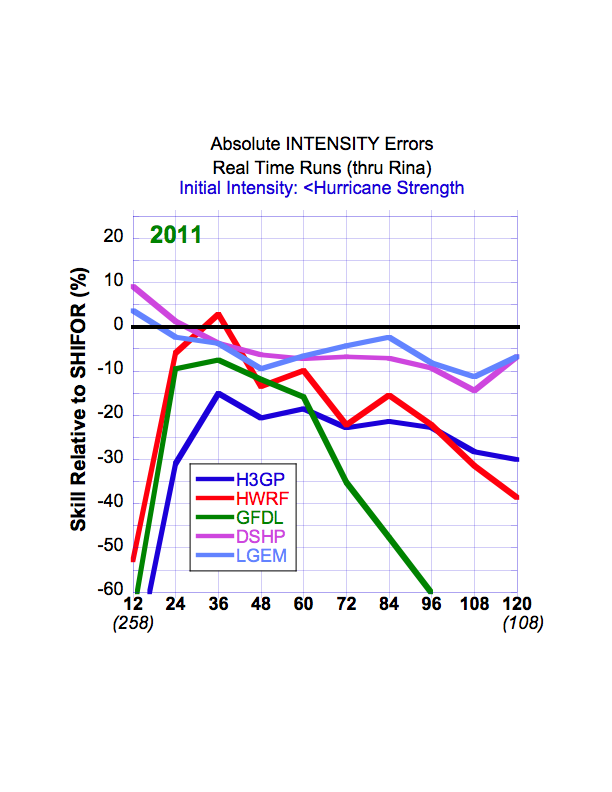 Absolute INTENSITY Errors
Real Time Runs (thru Rina)
Initial Intensity: <Hurricane Strength
2011
Skill Relative to SHIFOR (%)
20
10
0
-10
-20
-30
-40
-50
-60
H3GP
HWRF
GFDL
DSHP
LGEM
12 24 36 48 60 72 84 96 108 120
(258) (108)